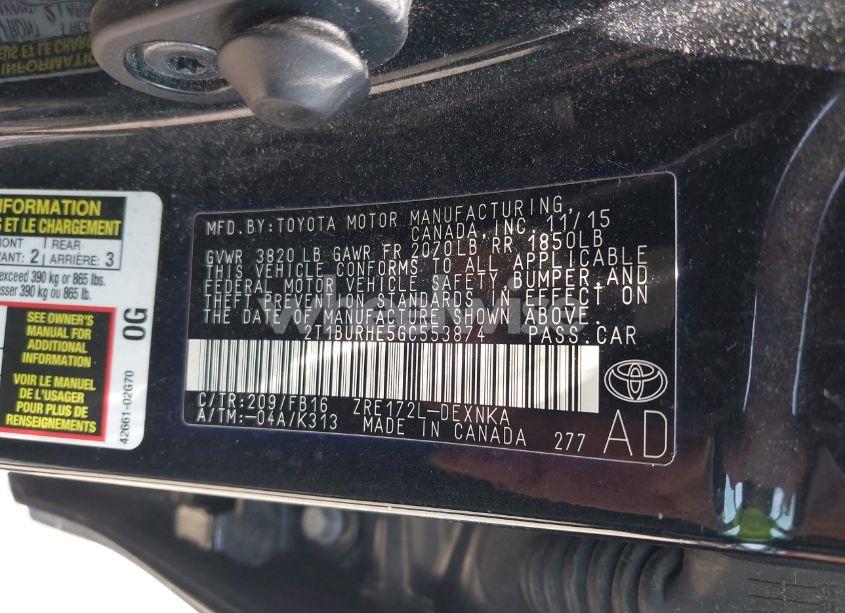 MFD.BY:TOYOTA MOTOR MANUFACTURING,
CANADA, INC. 11/15
GVWR 3820LB GAWR FR 2070LB, RR 1850LB
THIS VEHICLE CONFORMS TO ALL APPLICABLE
FEDERAL MOTOR VEHICLE SAFETY, BUMPER, AND
THEFT PREVENTION STANDARDS IN EFFECT ON
THE DATE OF MANUFACTURE SHOWN ABOVE.
2T1BURHE5GC553874 PASS.CAR
C/TR:209/FB16 ZRE172L-DEXNKA
A/TM:-04A/K313 MADE IN CANADA 277
AD
INFORMATION
ET LE CHARGEMENT
FRONT 1 REAR
2 ARRIÈRE: 3
exceed 390 kg or 865 lbs.
390 kg ou 865 lb.
SEE OWNER'S
MANUAL FOR
ADDITIONAL
INFORMATION
VOIR LE MANUEL
DE L'USAGER
POUR PLUS DE
RENSEIGNEMENTS
0G
42661-02G70
INFORMATION